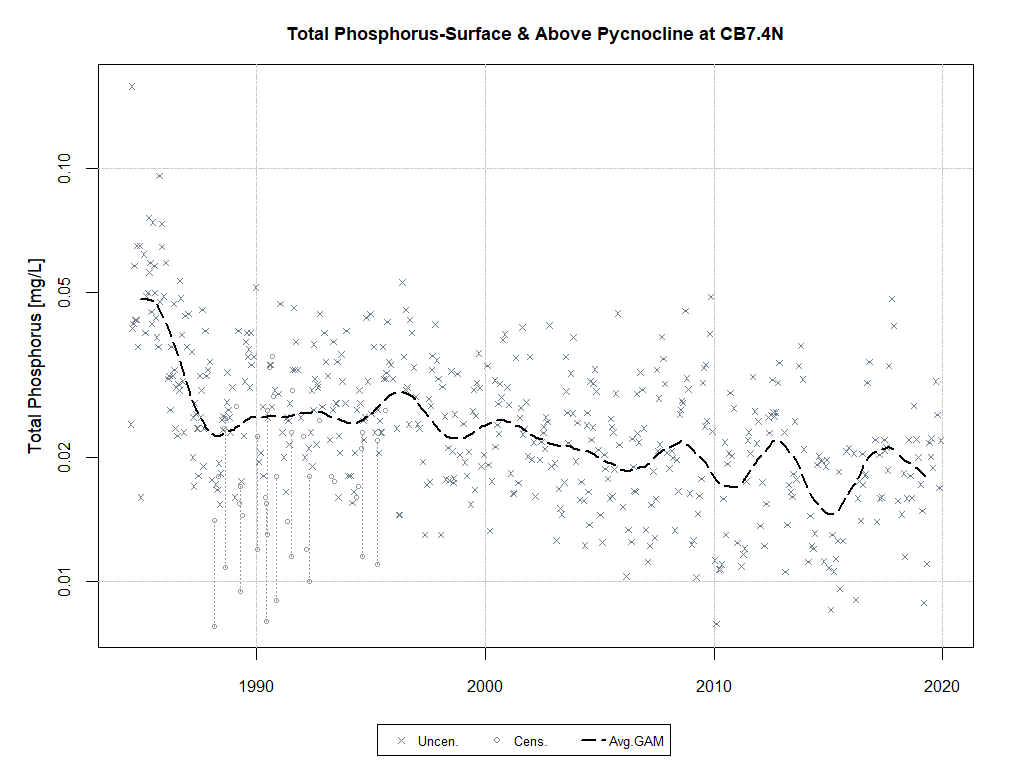 Total Phosphorus-Surface & Above Pycnocline at CB7.4N
Total Phosphorus [mg/L]
0.10
0.05
0.02
0.01
1990 2000 2010 2020
Uncen. Cens. Avg.GAM